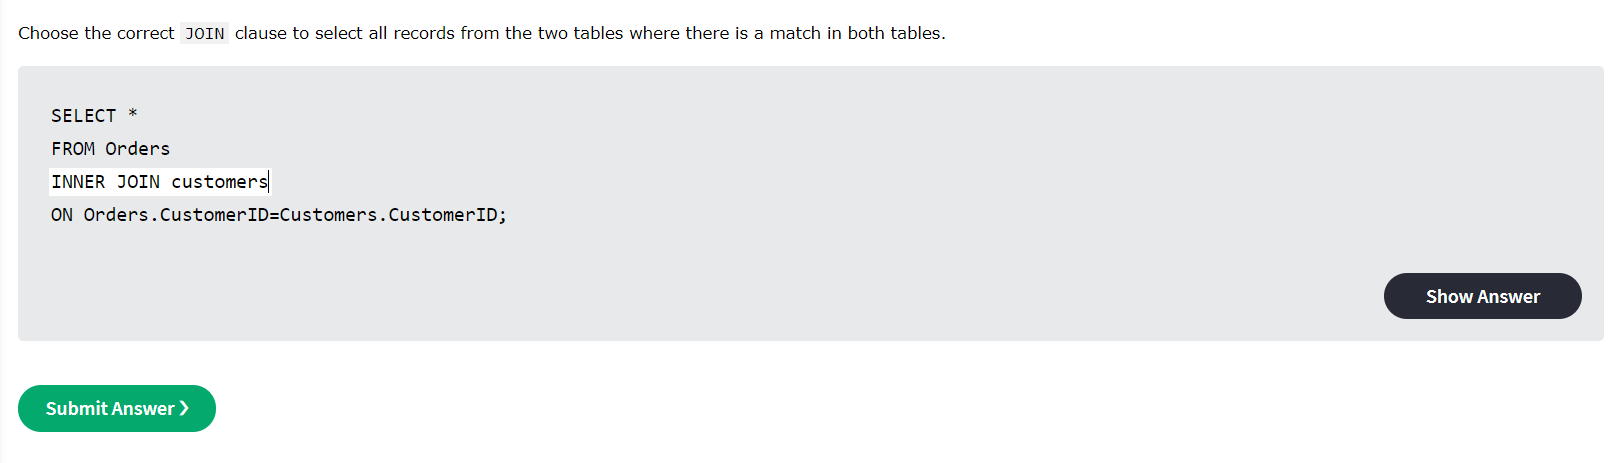 Choose the correct JOIN clause to select all records from the two tables where there is a match in both tables.
SELECT *
FROM Orders
INNER JOIN customers
ON Orders.CustomerID=Customers.CustomerID;
Show Answer
Submit Answer ❯